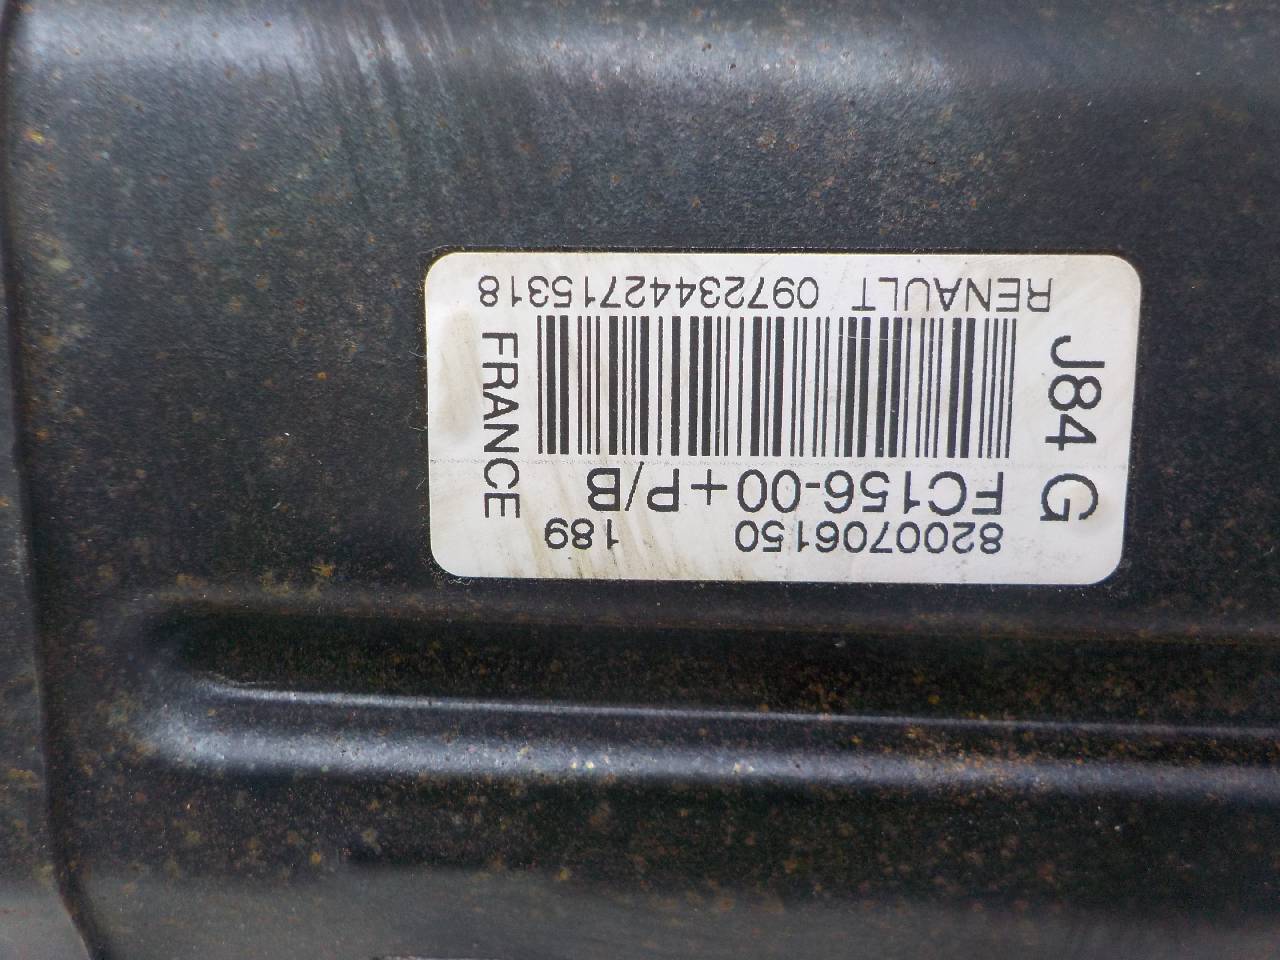 8200706150 189
FC156-00+P/B
J84 G
FRANCE
RENAULT 09723442715318